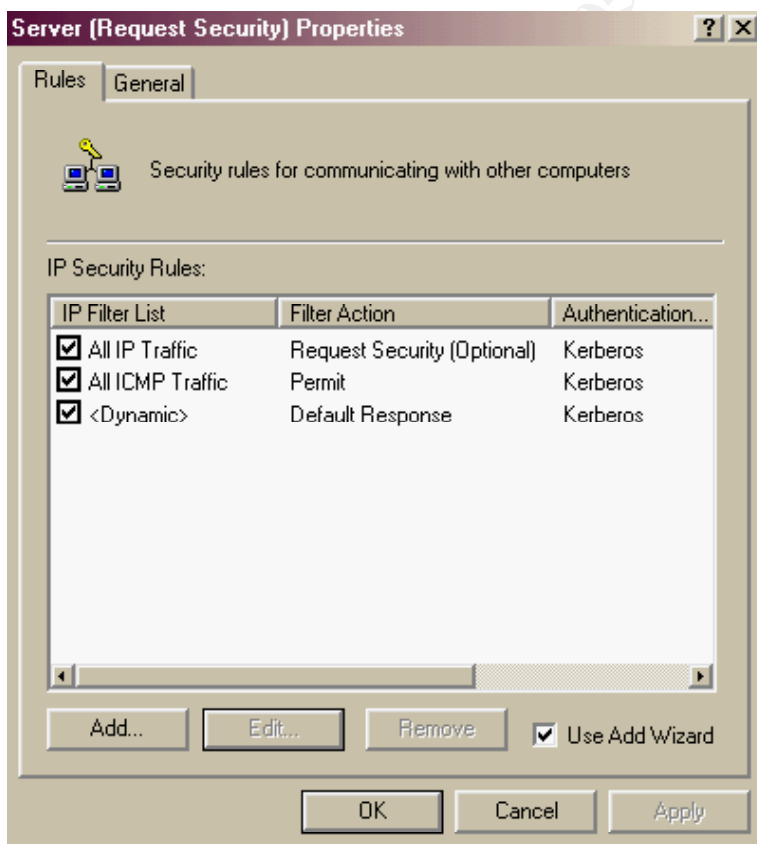 Server (Request Security) Properties
Rules General
Security rules for communicating with other computers
IP Security Rules:
IP Filter List Filter Action Authentication...
All IP Traffic Request Security (Optional) Kerberos
All ICMP Traffic Permit Kerberos
<Dynamic> Default Response Kerberos
Add... Edit... Remove Use Add Wizard
OK Cancel Apply